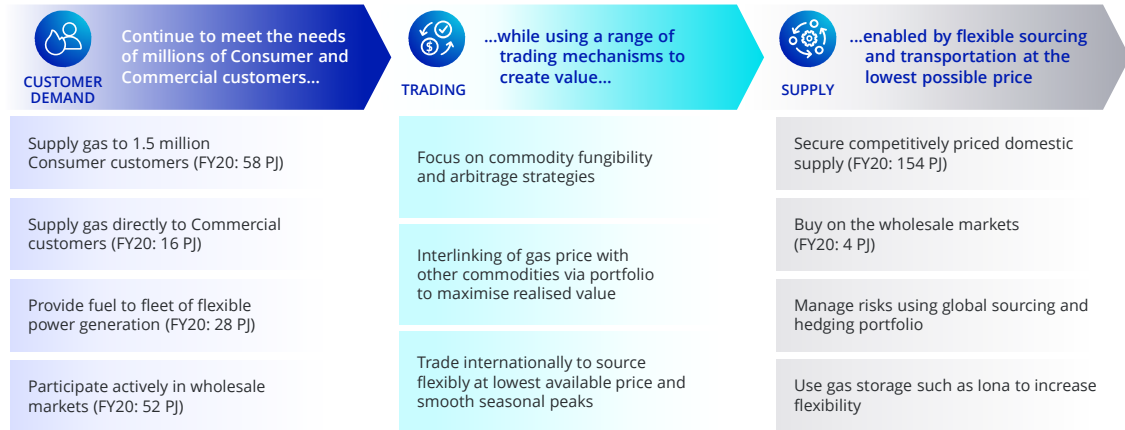 CUSTOMER
DEMAND
Continue to meet the needs
of millions of Consumer and
Commercial customers...
Supply gas to 1.5 million
Consumer customers (FY20: 58 PJ)
Supply gas directly to Commercial
customers (FY20: 16 PJ)
Provide fuel to fleet of flexible
power generation (FY20: 28 PJ)
Participate actively in wholesale
markets (FY20: 52 PJ)
TRADING
...while using a range of
trading mechanisms to
create value...
Focus on commodity fungibility
and arbitrage strategies
Interlinking of gas price with
other commodities via portfolio
to maximise realised value
Trade internationally to source
flexibly at lowest available price and
smooth seasonal peaks
SUPPLY
...enabled by flexible sourcing
and transportation at the
lowest possible price
Secure competitively priced domestic
supply (FY20: 154 PJ)
Buy on the wholesale markets
(FY20: 4 PJ)
Manage risks using global sourcing and
hedging portfolio
Use gas storage such as Iona to increase
flexibility